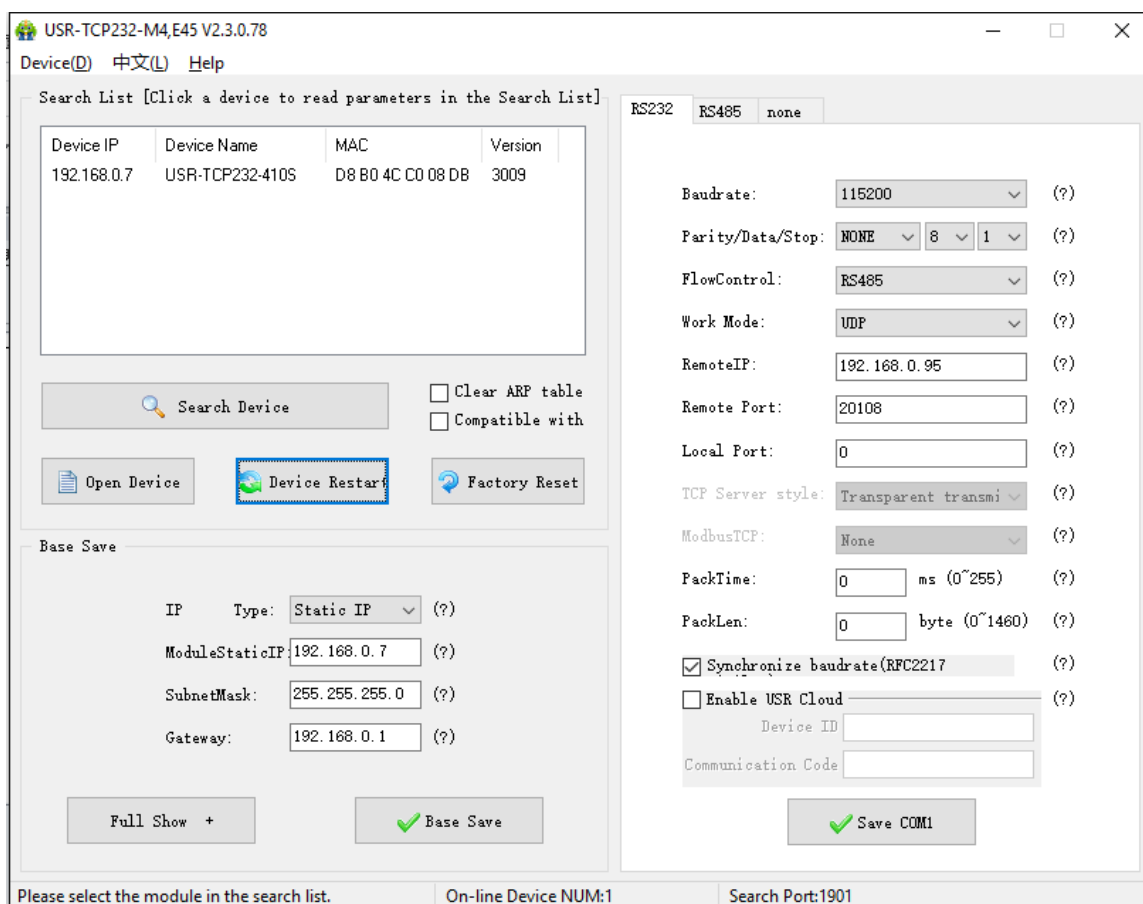 USR-TCP232-M4,E45 V2.3.0.78
Device(D) 中文(L) Help
Search List [Click a device to read parameters in the Search List]
Device IP Device Name MAC Version
192.168.0.7 USR-TCP232-410S D8 B0 4C C0 08 DB 3009
Search Device
Clear ARP table
Compatible with
Open Device
Device Restart
Factory Reset
Base Save
IP Type: Static IP (?)
ModuleStaticIP: 192.168.0.7 (?)
SubnetMask: 255.255.255.0 (?)
Gateway: 192.168.0.1 (?)
Full Show +
Base Save
RS232 RS485 none
Baudrate: 115200 (?)
Parity/Data/Stop: NONE 8 1 (?)
FlowControl: RS485 (?)
Work Mode: UDP (?)
RemoteIP: 192.168.0.95 (?)
Remote Port: 20108 (?)
Local Port: 0 (?)
TCP Server style: Transparent transmi (?)
ModbusTCP: None (?)
PackTime: 0 ms (0~255) (?)
PackLen: 0 byte (0~1460) (?)
Synchronize baudrate(RFC2217 (?)
Enable USR Cloud (?)
Device ID
Communication Code
Save COM1
Please select the module in the search list. On-line Device NUM:1 Search Port:1901